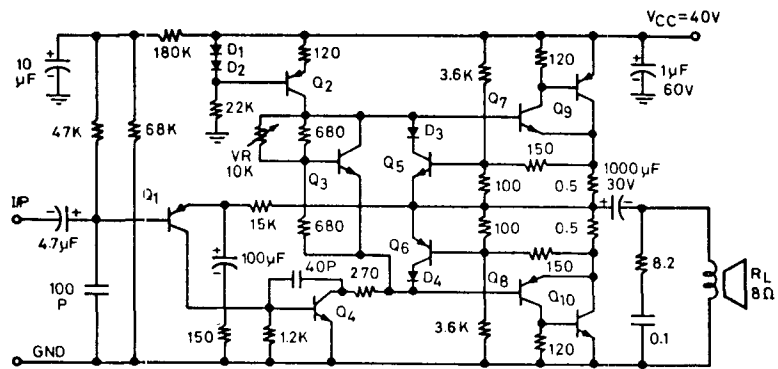 VCC=40V
180K
D1
D2
120
120
10
µF
Q2
3.6K
Q9
1µF
60V
Q7
22K
47K
68K
680
D3
150
VR
10K
Q3
Q5
1000µF
30V
Q1
100
0.5
I/P
15K
4.7µF
680
100
0.5
Q6
100µF
40P
270
D4
Q8
150
8.2
RL
8Ω
100
P
Q4
Q10
150
1.2K
3.6K
120
0.1
GND